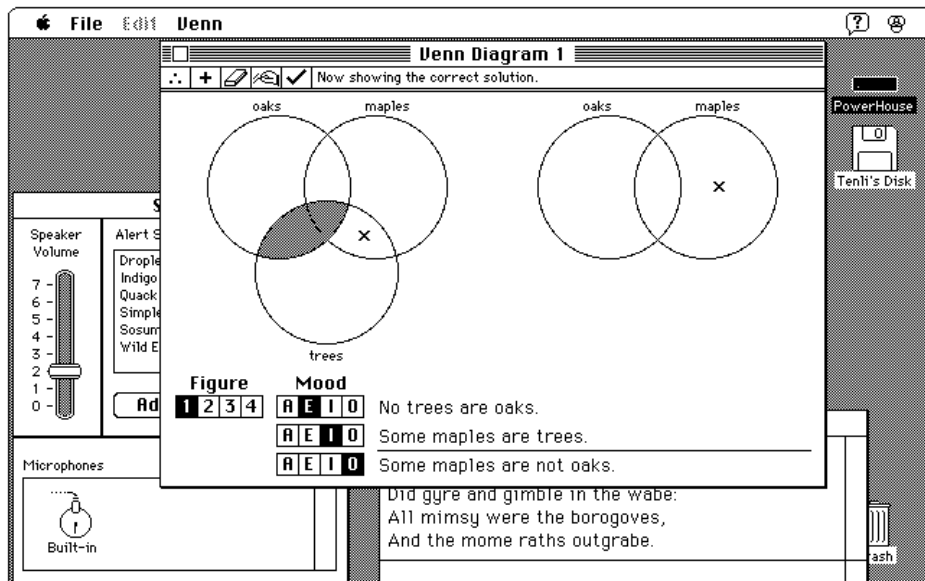 File Edit Venn
Venn Diagram 1
Now showing the correct solution.
oaks maples oaks maples
trees
PowerHouse
Tenli's Disk
S
Speaker
Volume
7
6
5
4
3
2
1
0
Alert S
Drople
Indigo
Quack
Simple
Sosum
Wild E
Ad
Figure Mood
1 2 3 4 A E I O No trees are oaks.
A E I O Some maples are trees.
A E I O Some maples are not oaks.
Microphones
Built-in
Did gyre and gimble in the wabe:
All mimsy were the borogoves,
And the mome raths outgrabe.
rash